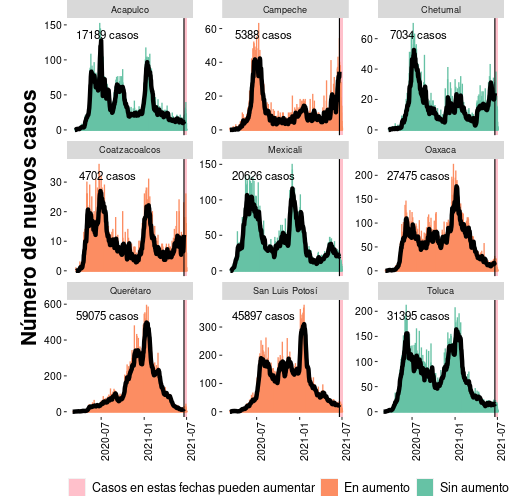 Número de nuevos casos
Acapulco
17189 casos
150
100
50
0
Campeche
5388 casos
60
40
20
0
Chetumal
7034 casos
60
40
20
0
Coatzacoalcos
4702 casos
30
20
10
0
Mexicali
20626 casos
150
100
50
0
Oaxaca
27475 casos
200
150
100
50
0
Querétaro
59075 casos
600
400
200
0
San Luis Potosí
45897 casos
300
200
100
0
Toluca
31395 casos
200
150
100
50
0
2020-07
2021-01
2021-07
2020-07
2021-01
2021-07
2020-07
2021-01
2021-07
Casos en estas fechas pueden aumentar
En aumento
Sin aumento